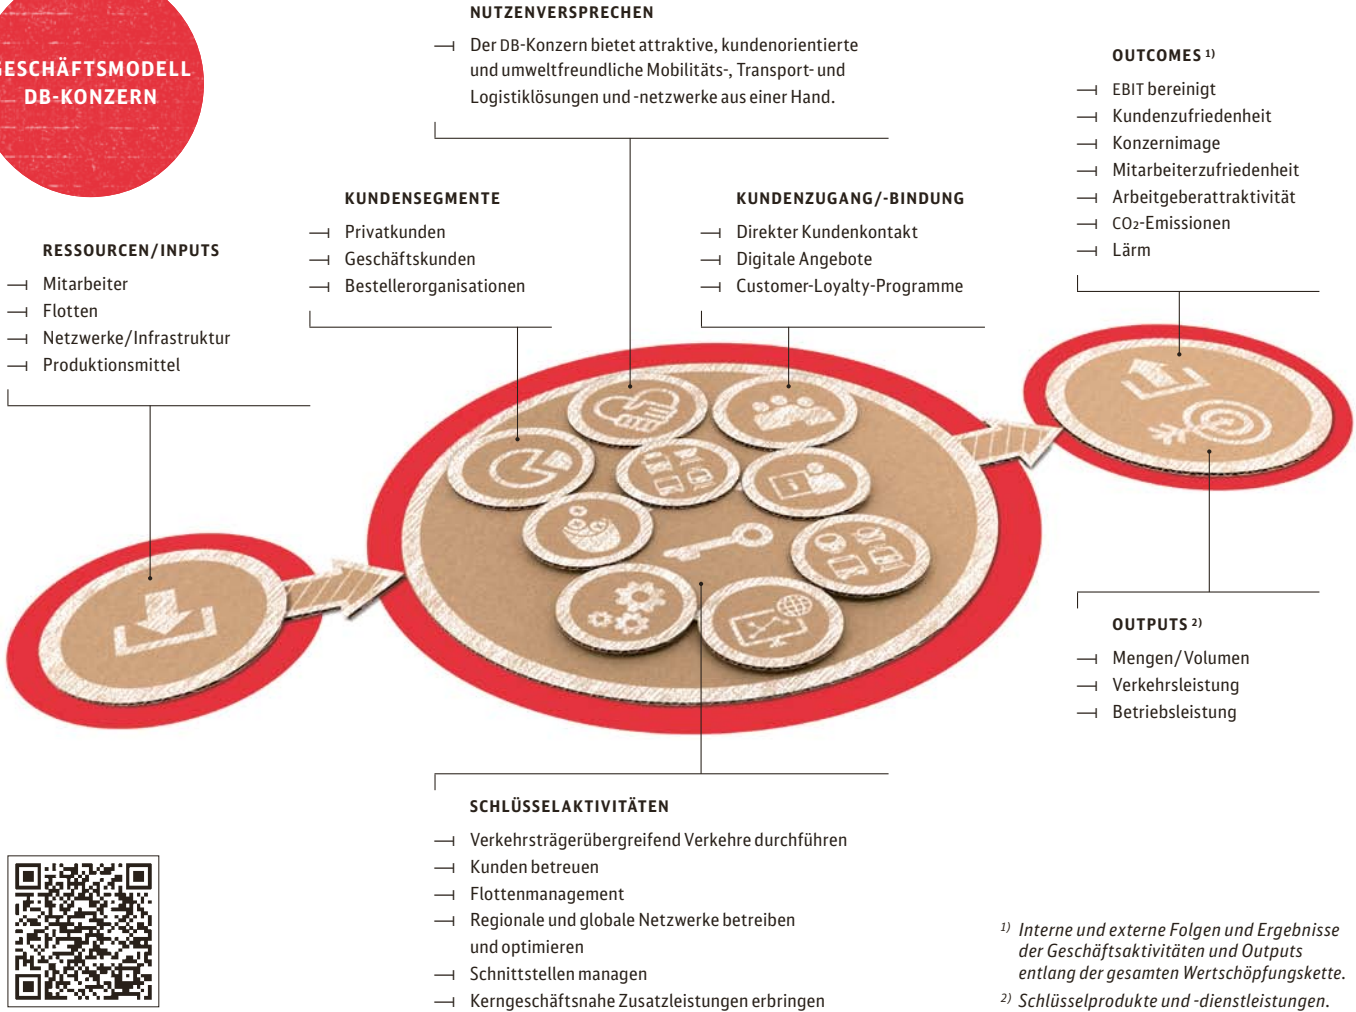 GESCHÄFTSMODELL
DB-KONZERN
NUTZENVERSPRECHEN
Der DB-Konzern bietet attraktive, kundenorientierte
und umweltfreundliche Mobilitäts-, Transport- und
Logistiklösungen und -netzwerke aus einer Hand.
OUTCOMES 1)
EBIT bereinigt
Kundenzufriedenheit
Konzernimage
Mitarbeiterzufriedenheit
Arbeitgeberattraktivität
CO2-Emissionen
Lärm
KUNDENSEGMENTE
Privatkunden
Geschäftskunden
Bestellerorganisationen
KUNDENZUGANG/-BINDUNG
Direkter Kundenkontakt
Digitale Angebote
Customer-Loyalty-Programme
RESSOURCEN/INPUTS
Mitarbeiter
Flotten
Netzwerke/Infrastruktur
Produktionsmittel
OUTPUTS 2)
Mengen/Volumen
Verkehrsleistung
Betriebsleistung
SCHLÜSSELAKTIVITÄTEN
Verkehrsträgerübergreifend Verkehre durchführen
Kunden betreuen
Flottenmanagement
Regionale und globale Netzwerke betreiben
und optimieren
Schnittstellen managen
Kerngeschäftsnahe Zusatzleistungen erbringen
1) Interne und externe Folgen und Ergebnisse
der Geschäftsaktivitäten und Outputs
entlang der gesamten Wertschöpfungskette.
2) Schlüsselprodukte und -dienstleistungen.